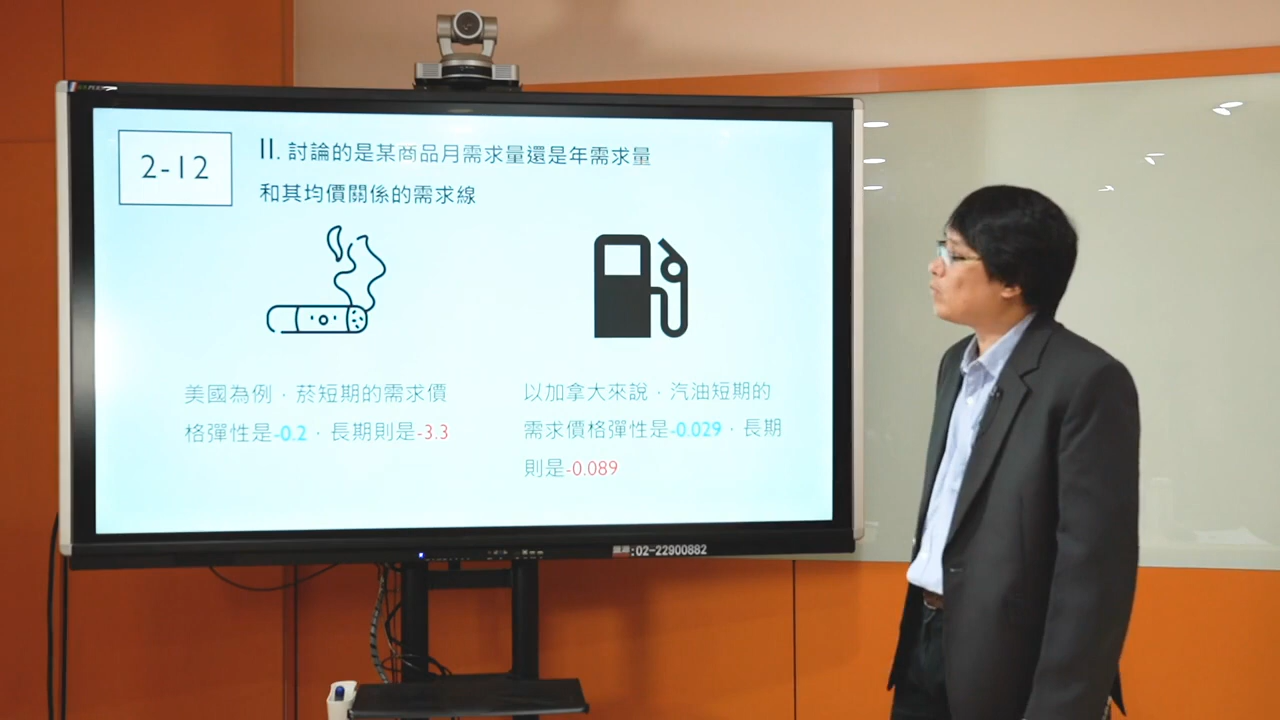 2-12
II. 討論的是某商品月需求量還是年需求量
和其均價關係的需求線
美國為例，菸短期的需求價
格彈性是-0.2，長期則是-3.3
以加拿大來說，汽油短期的
需求價格彈性是-0.029，長期
則是-0.089
:02-22900882